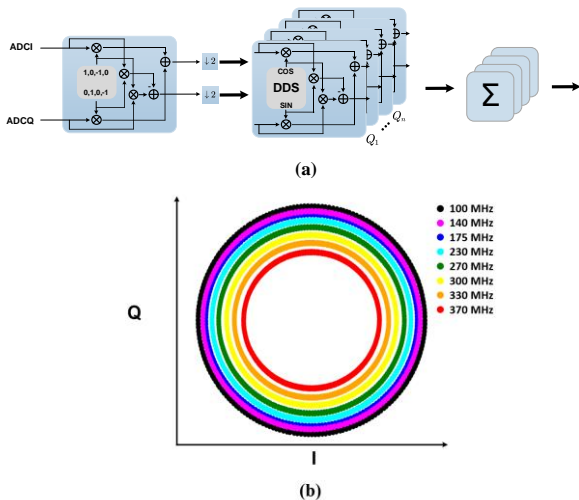 ADCI
ADCQ
1,0,-1,0
0,1,0,-1
-
↓2
↓2
COS
DDS
SIN
-
Q₁ ... Qₙ
Σ
(a)
100 MHz
140 MHz
175 MHz
230 MHz
270 MHz
300 MHz
330 MHz
370 MHz
Q
I
(b)